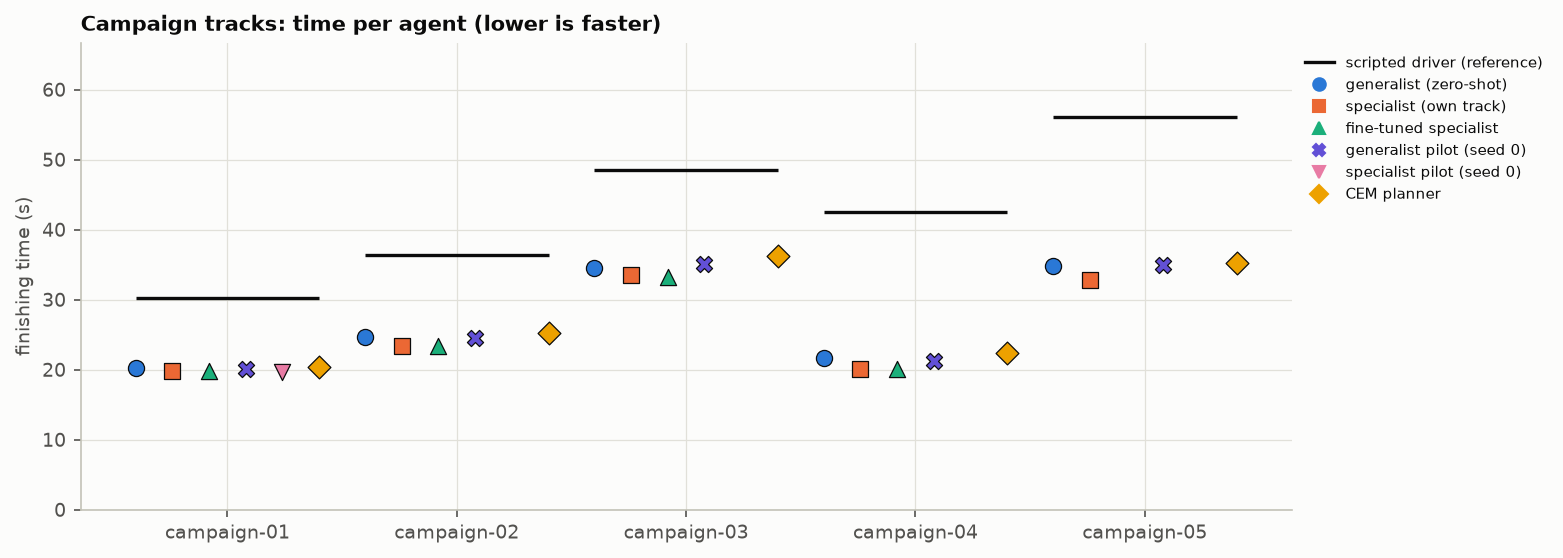 Campaign tracks: time per agent (lower is faster)
finishing time (s)
60
50
40
30
20
10
0
campaign-01
campaign-02
campaign-03
campaign-04
campaign-05
scripted driver (reference)
generalist (zero-shot)
specialist (own track)
fine-tuned specialist
generalist pilot (seed 0)
specialist pilot (seed 0)
CEM planner